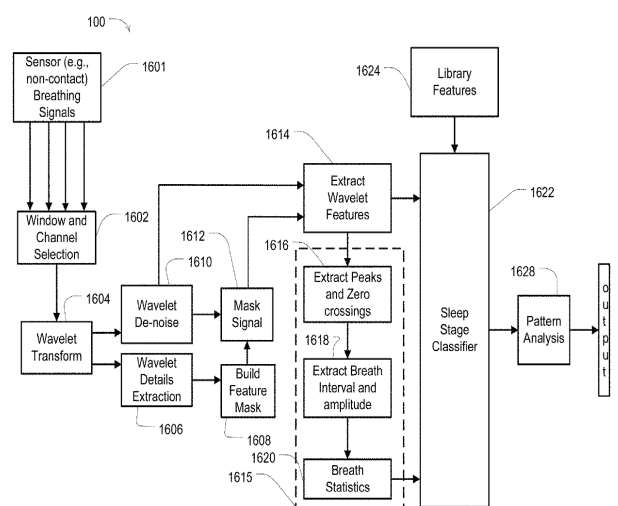 100
Sensor (e.g.,
non-contact)
Breathing
Signals
1601
1624
Library
Features
1614
Extract
Wavelet
Features
1622
Window and
Channel
Selection
1602
1612
1610
1616
Extract Peaks
and Zero
crossings
1604
Wavelet
Transform
Wavelet
De-noise
Mask
Signal
1628
Pattern
Analysis
output
Sleep
Stage
Classifier
1618
Extract Breath
Interval and
amplitude
Wavelet
Details
Extraction
1606
Build
Feature
Mask
1608
1620
Breath
Statistics
1615